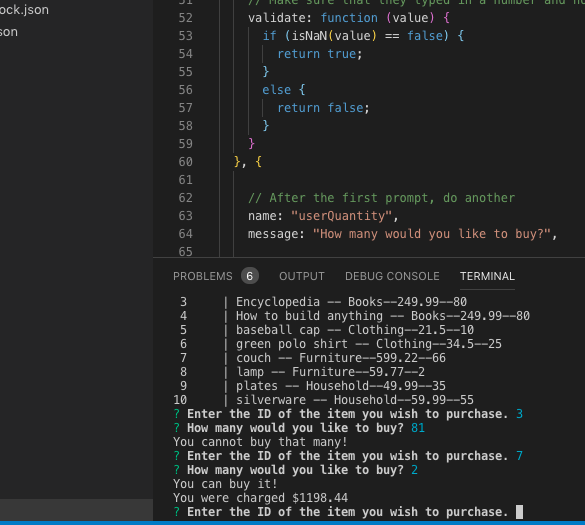 ock.json
son
51 // Make sure that they typed in a number and no
52 validate: function (value) {
53 if (isNaN(value) == false) {
54 return true;
55 }
56 else {
57 return false;
58 }
59 }
60 }, {
61
62 // After the first prompt, do another
63 name: "userQuantity",
64 message: "How many would you like to buy?",
65
PROBLEMS 6 OUTPUT DEBUG CONSOLE TERMINAL
3 | Encyclopedia -- Books--249.99--80
4 | How to build anything -- Books--249.99--80
5 | baseball cap -- Clothing--21.5--10
6 | green polo shirt -- Clothing--34.5--25
7 | couch -- Furniture--599.22--66
8 | lamp -- Furniture--59.77--2
9 | plates -- Household--49.99--35
10 | silverware -- Household--59.99--55
? Enter the ID of the item you wish to purchase. 3
? How many would you like to buy? 81
You cannot buy that many!
? Enter the ID of the item you wish to purchase. 7
? How many would you like to buy? 2
You can buy it!
You were charged $1198.44
? Enter the ID of the item you wish to purchase.